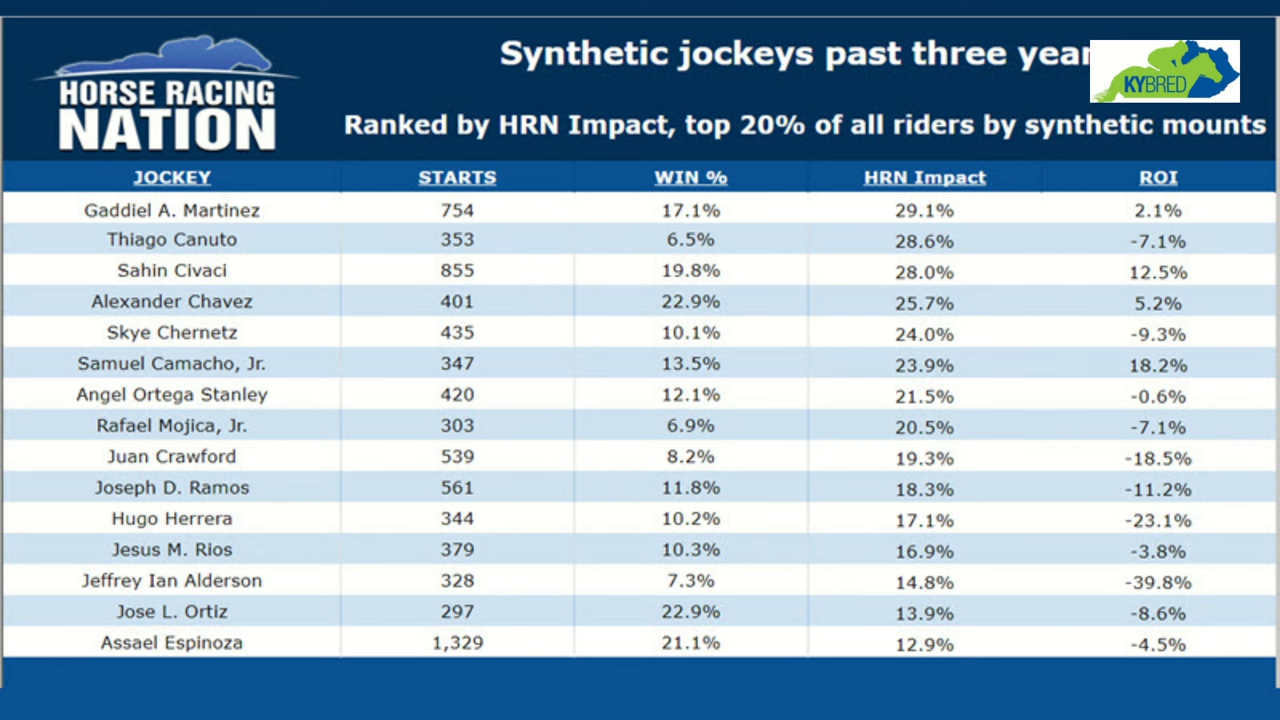 HORSE RACING
NATION
Synthetic jockeys past three
KYBRED
Ranked by HRN Impact, top 20% of all riders by synthetic mounts
JOCKEY STARTS WIN % HRN Impact ROI
Gaddiel A. Martinez 754 17.1% 29.1% 2.1%
Thiago Canuto 353 6.5% 28.6% -7.1%
Sahin Civaci 855 19.8% 28.0% 12.5%
Alexander Chavez 401 22.9% 25.7% 5.2%
Skye Chernetz 435 10.1% 24.0% -9.3%
Samuel Camacho, Jr. 347 13.5% 23.9% 18.2%
Angel Ortega Stanley 420 12.1% 21.5% -0.6%
Rafael Mojica, Jr. 303 6.9% 20.5% -7.1%
Juan Crawford 539 8.2% 19.3% -18.5%
Joseph D. Ramos 561 11.8% 18.3% -11.2%
Hugo Herrera 344 10.2% 17.1% -23.1%
Jesus M. Rios 379 10.3% 16.9% -3.8%
Jeffrey Ian Alderson 328 7.3% 14.8% -39.8%
Jose L. Ortiz 297 22.9% 13.9% -8.6%
Assael Espinoza 1,329 21.1% 12.9% -4.5%